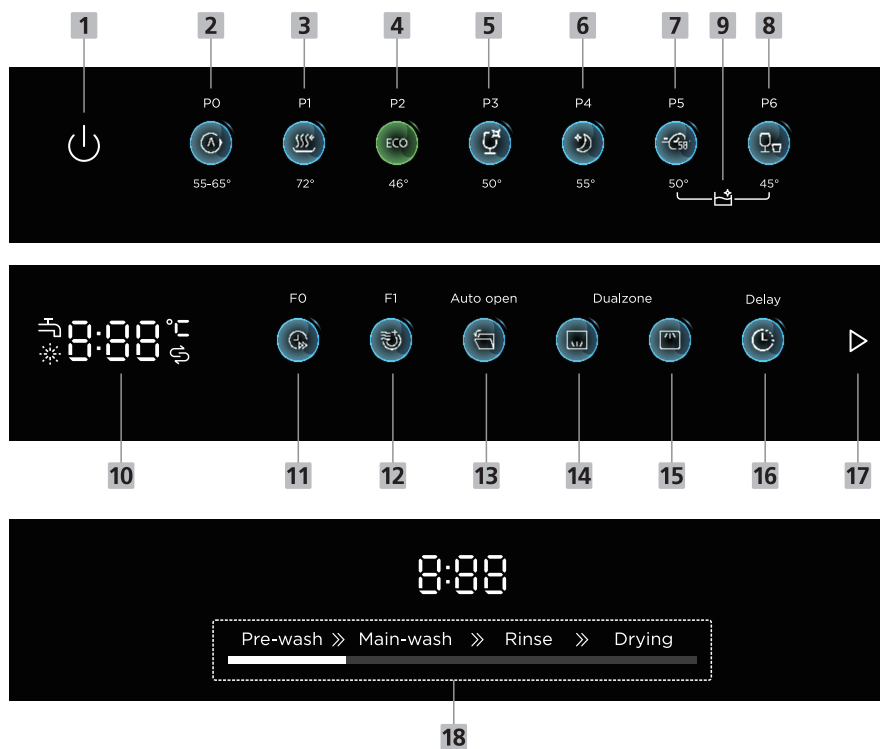 1 2 3 4 5 6 7 9 8
P0 P1 P2 P3 P4 P5 P6
ECO 58'
55-65° 72° 46° 50° 55° 50° 45°
F0 F1 Auto open Dualzone Delay
8:88 °C
10 11 12 13 14 15 16 17
8:88
Pre-wash » Main-wash » Rinse » Drying
18